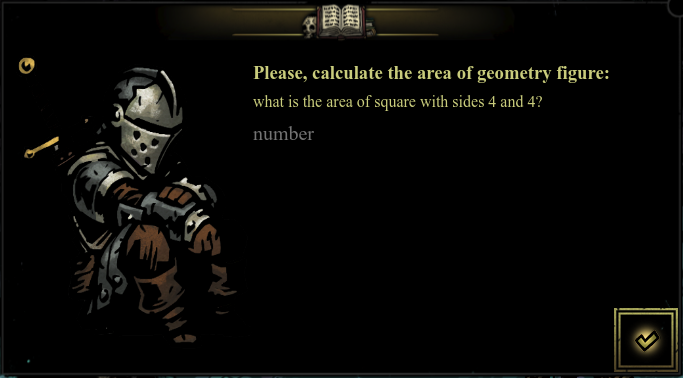 Please, calculate the area of geometry figure:
what is the area of square with sides 4 and 4?
number